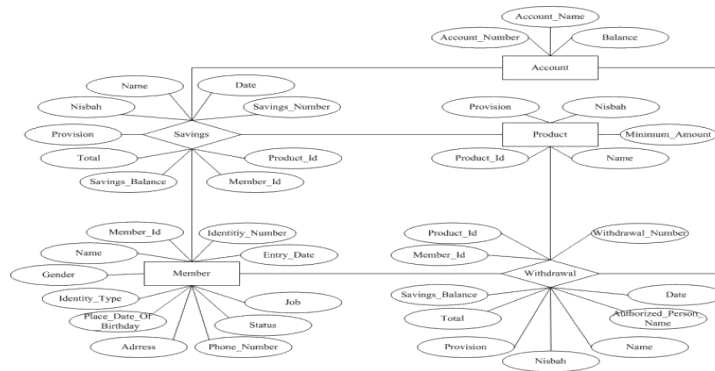 Account_Name
Account_Number
Balance
Account
Name
Date
Nisbah
Savings_Number
Provision
Savings
Total
Product_Id
Savings_Balance
Member_Id
Provision
Nisbah
Product
Minimum_Amount
Product_Id
Name
Member_Id
Identitiy_Number
Name
Entry_Date
Gender
Member
Identity_Type
Job
Place_Date_Of_
Birthday
Status
Adrress
Phone_Number
Product_Id
Withdrawal_Number
Member_Id
Withdrawal
Savings_Balance
Date
Total
Authorized_Person_
Name
Provision
Name
Nisbah